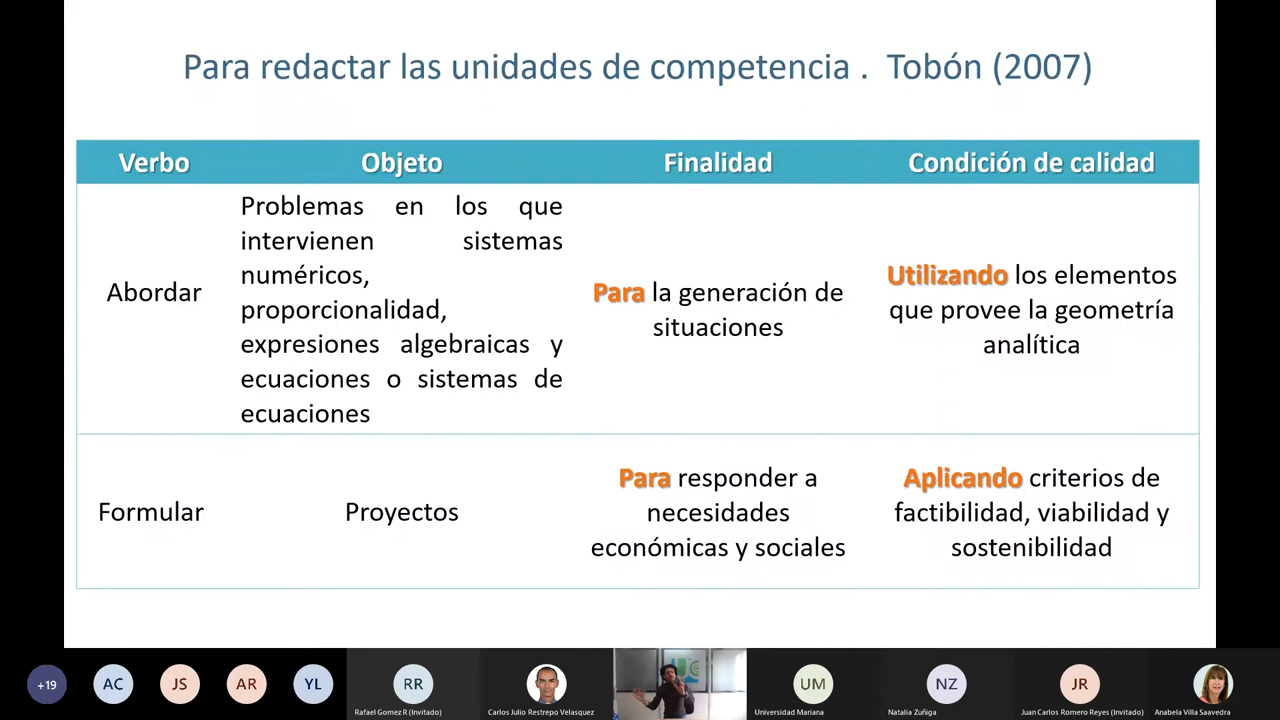 Para redactar las unidades de competencia . Tobón (2007)
Verbo
Objeto
Finalidad
Condición de calidad
Abordar
Problemas en los que
intervienen sistemas
numéricos,
proporcionalidad,
expresiones algebraicas y
ecuaciones o sistemas de
ecuaciones
Para la generación de
situaciones
Utilizando los elementos
que provee la geometría
analítica
Formular
Proyectos
Para responder a
necesidades
económicas y sociales
Aplicando criterios de
factibilidad, viabilidad y
sostenibilidad
+19
AC
JS
AR
YL
RR
UM
NZ
JR
Rafael Gomez R (Invitado)
Carlos Julio Restrepo Velasquez
Universidad Mariana
Natalia Zuñiga
Juan Carlos Romero Reyes (Invitado)
Anabela Villa Saavedra